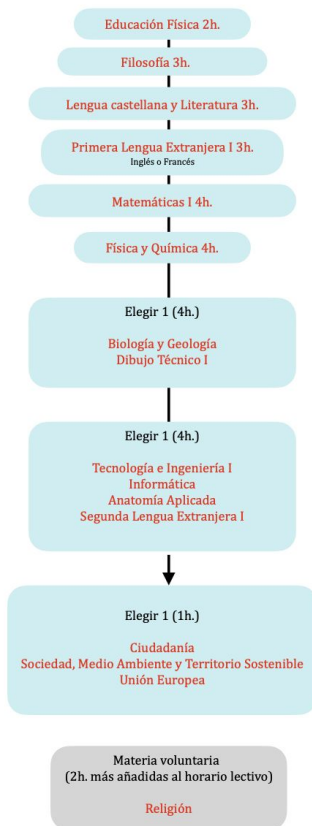 Educación Física 2h.
Filosofía 3h.
Lengua castellana y Literatura 3h.
Primera Lengua Extranjera I 3h.
Inglés o Francés
Matemáticas I 4h.
Física y Química 4h.
Elegir 1 (4h.)
Biología y Geología
Dibujo Técnico I
Elegir 1 (4h.)
Tecnología e Ingeniería I
Informática
Anatomía Aplicada
Segunda Lengua Extranjera I
Elegir 1 (1h.)
Ciudadanía
Sociedad, Medio Ambiente y Territorio Sostenible
Unión Europea
Materia voluntaria
(2h. más añadidas al horario lectivo)
Religión